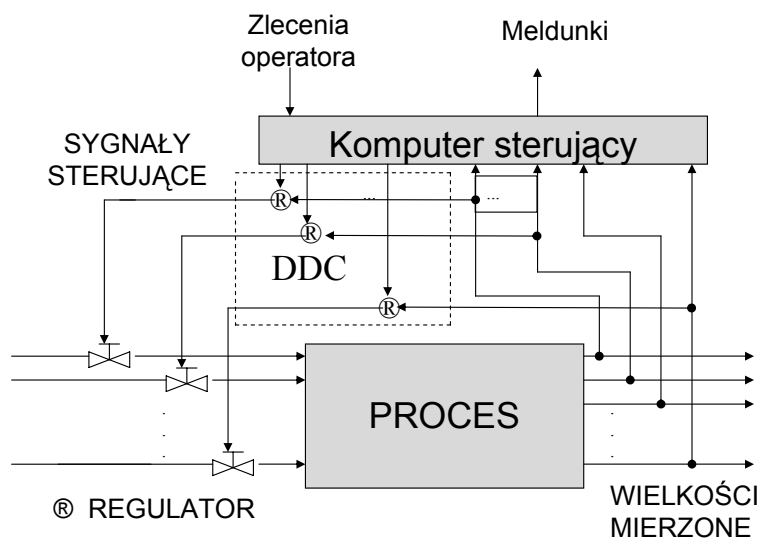 Zlecenia
operatora
Meldunki
Komputer sterujący
SYGNAŁY
STERUJĄCE
®
...
...
®
DDC
®
PROCES
® REGULATOR
WIELKOŚCI
MIERZONE